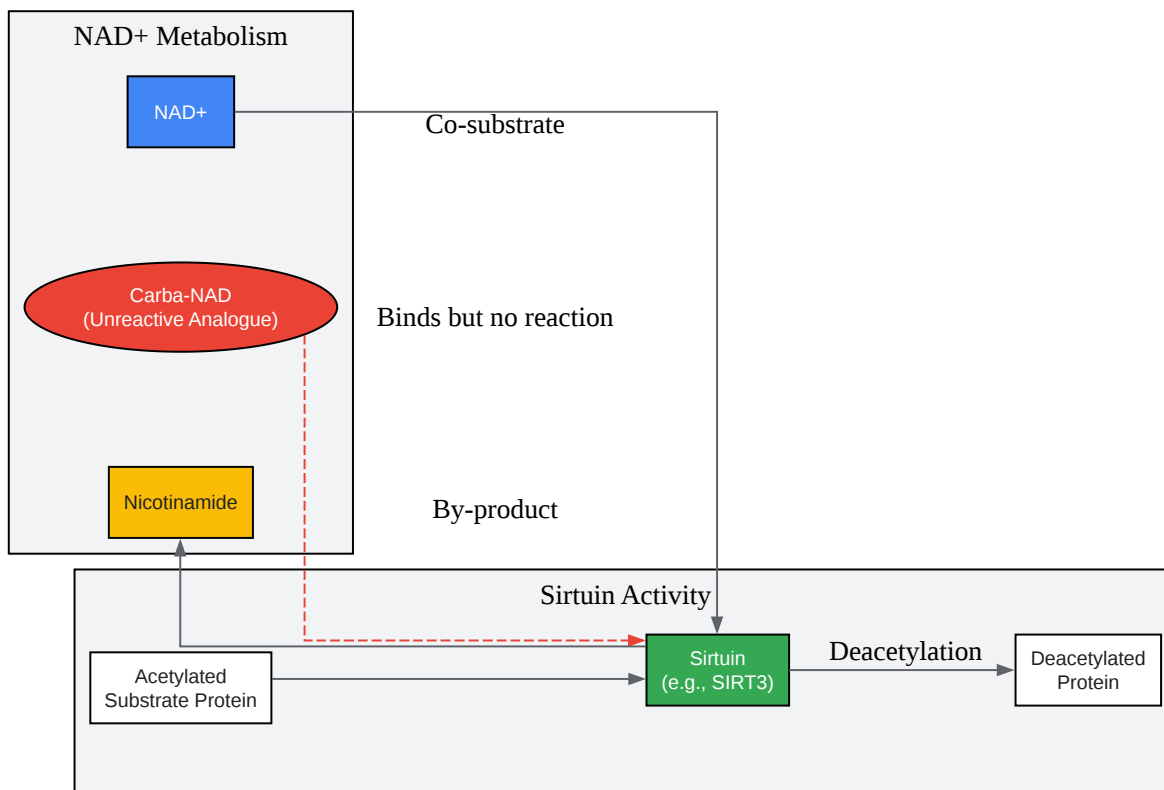 NAD+ Metabolism
NAD+
Co-substrate
Carba-NAD
(Unreactive Analogue)
Binds but no reaction
Nicotinamide
By-product
Sirtuin Activity
Acetylated
Substrate Protein
Sirtuin
(e.g., SIRT3)
Deacetylation
Deacetylated
Protein